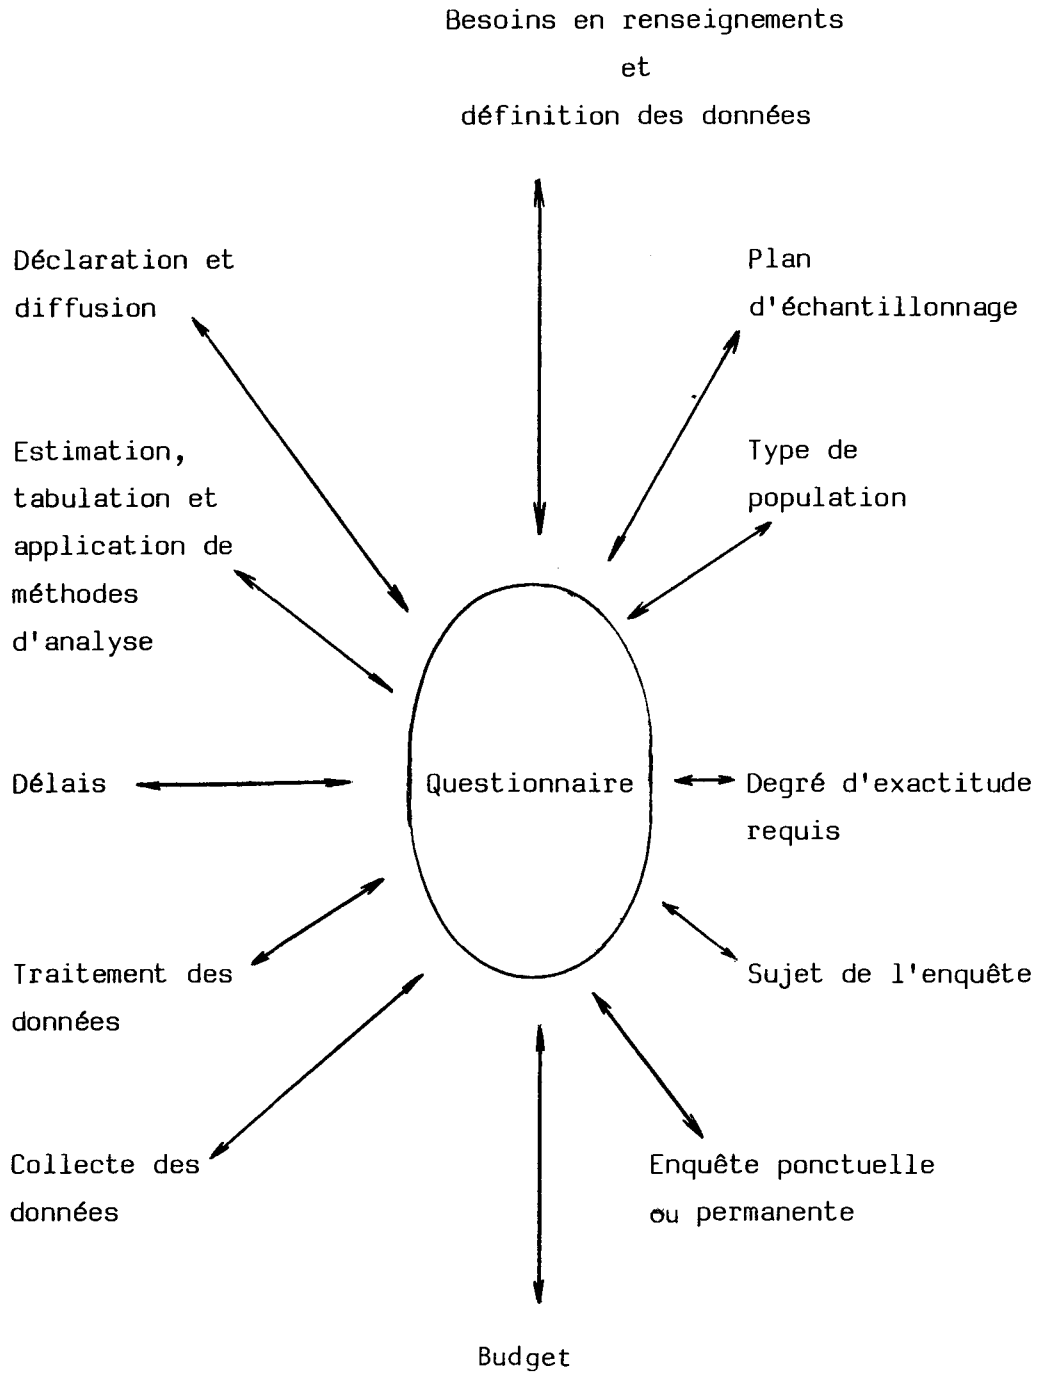 Besoins en renseignements
et
définition des données
Déclaration et
diffusion
Plan
d'échantillonnage
Estimation,
tabulation et
application de
méthodes
d'analyse
Type de
population
Délais
Questionnaire
Degré d'exactitude
requis
Traitement des
données
Sujet de l'enquête
Collecte des
données
Enquête ponctuelle
ou permanente
Budget